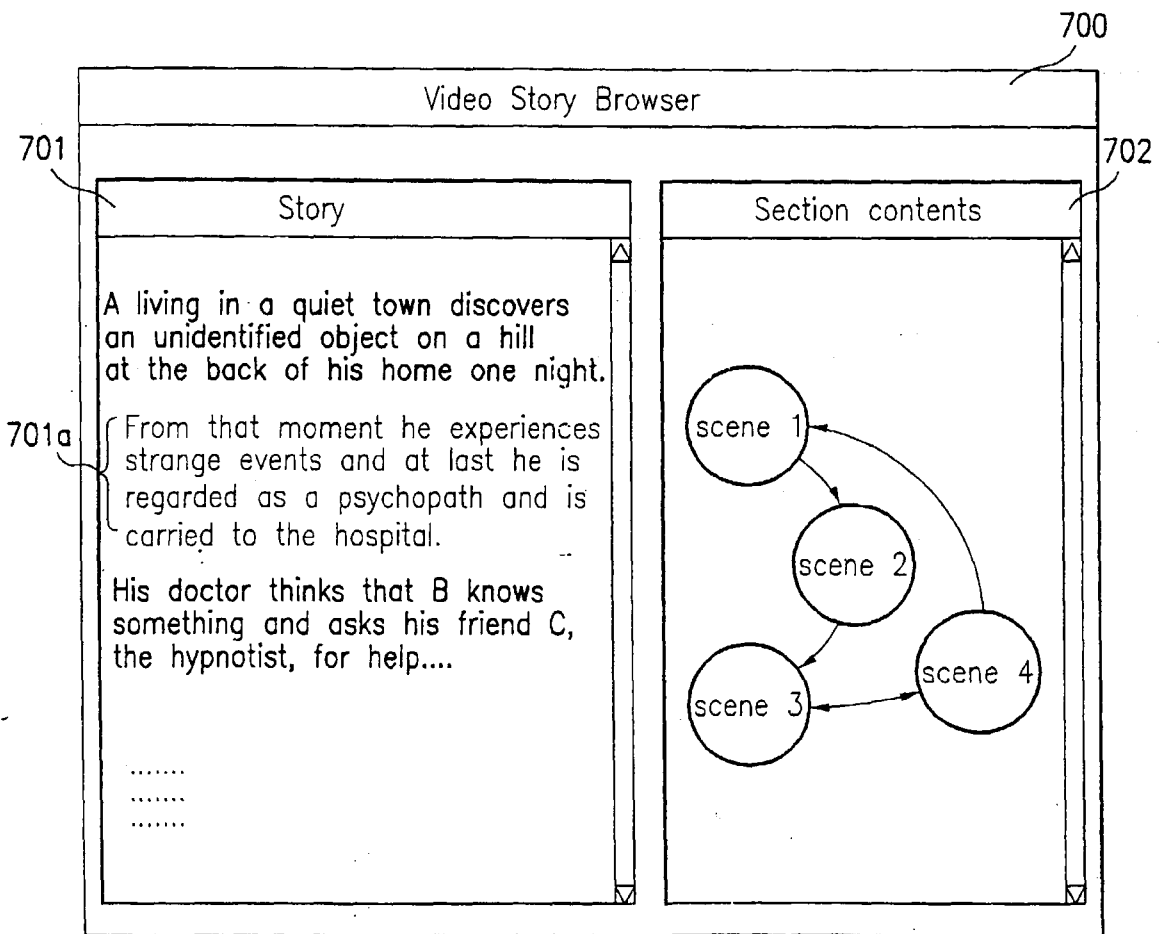 700
Video Story Browser
701
702
Story
Section contents
A living in a quiet town discovers
an unidentified object on a hill
at the back of his home one night.
701a
From that moment he experiences
strange events and at last he is
regarded as a psychopath and is
carried to the hospital.
His doctor thinks that B knows
something and asks his friend C,
the hypnotist, for help....
.......
.......
.......
scene 1
scene 2
scene 4
scene 3